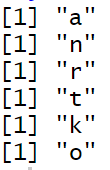 [1] "a"
[1] "n"
[1] "r"
[1] "t"
[1] "k"
[1] "o"